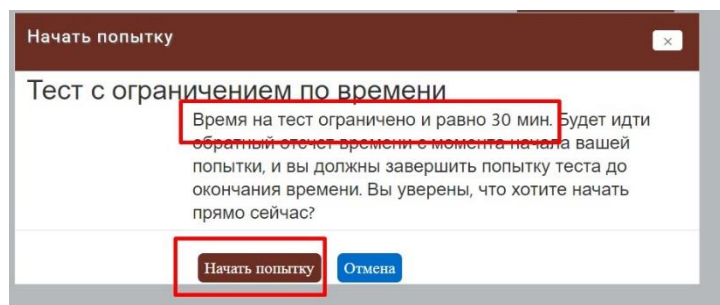 Начать попытку
×
Тест с ограничением по времени
Время на тест ограничено и равно 30 мин. Будет идти
обратный отсчет времени с момента начала вашей
попытки, и вы должны завершить попытку теста до
окончания времени. Вы уверены, что хотите начать
прямо сейчас?
Начать попытку Отмена